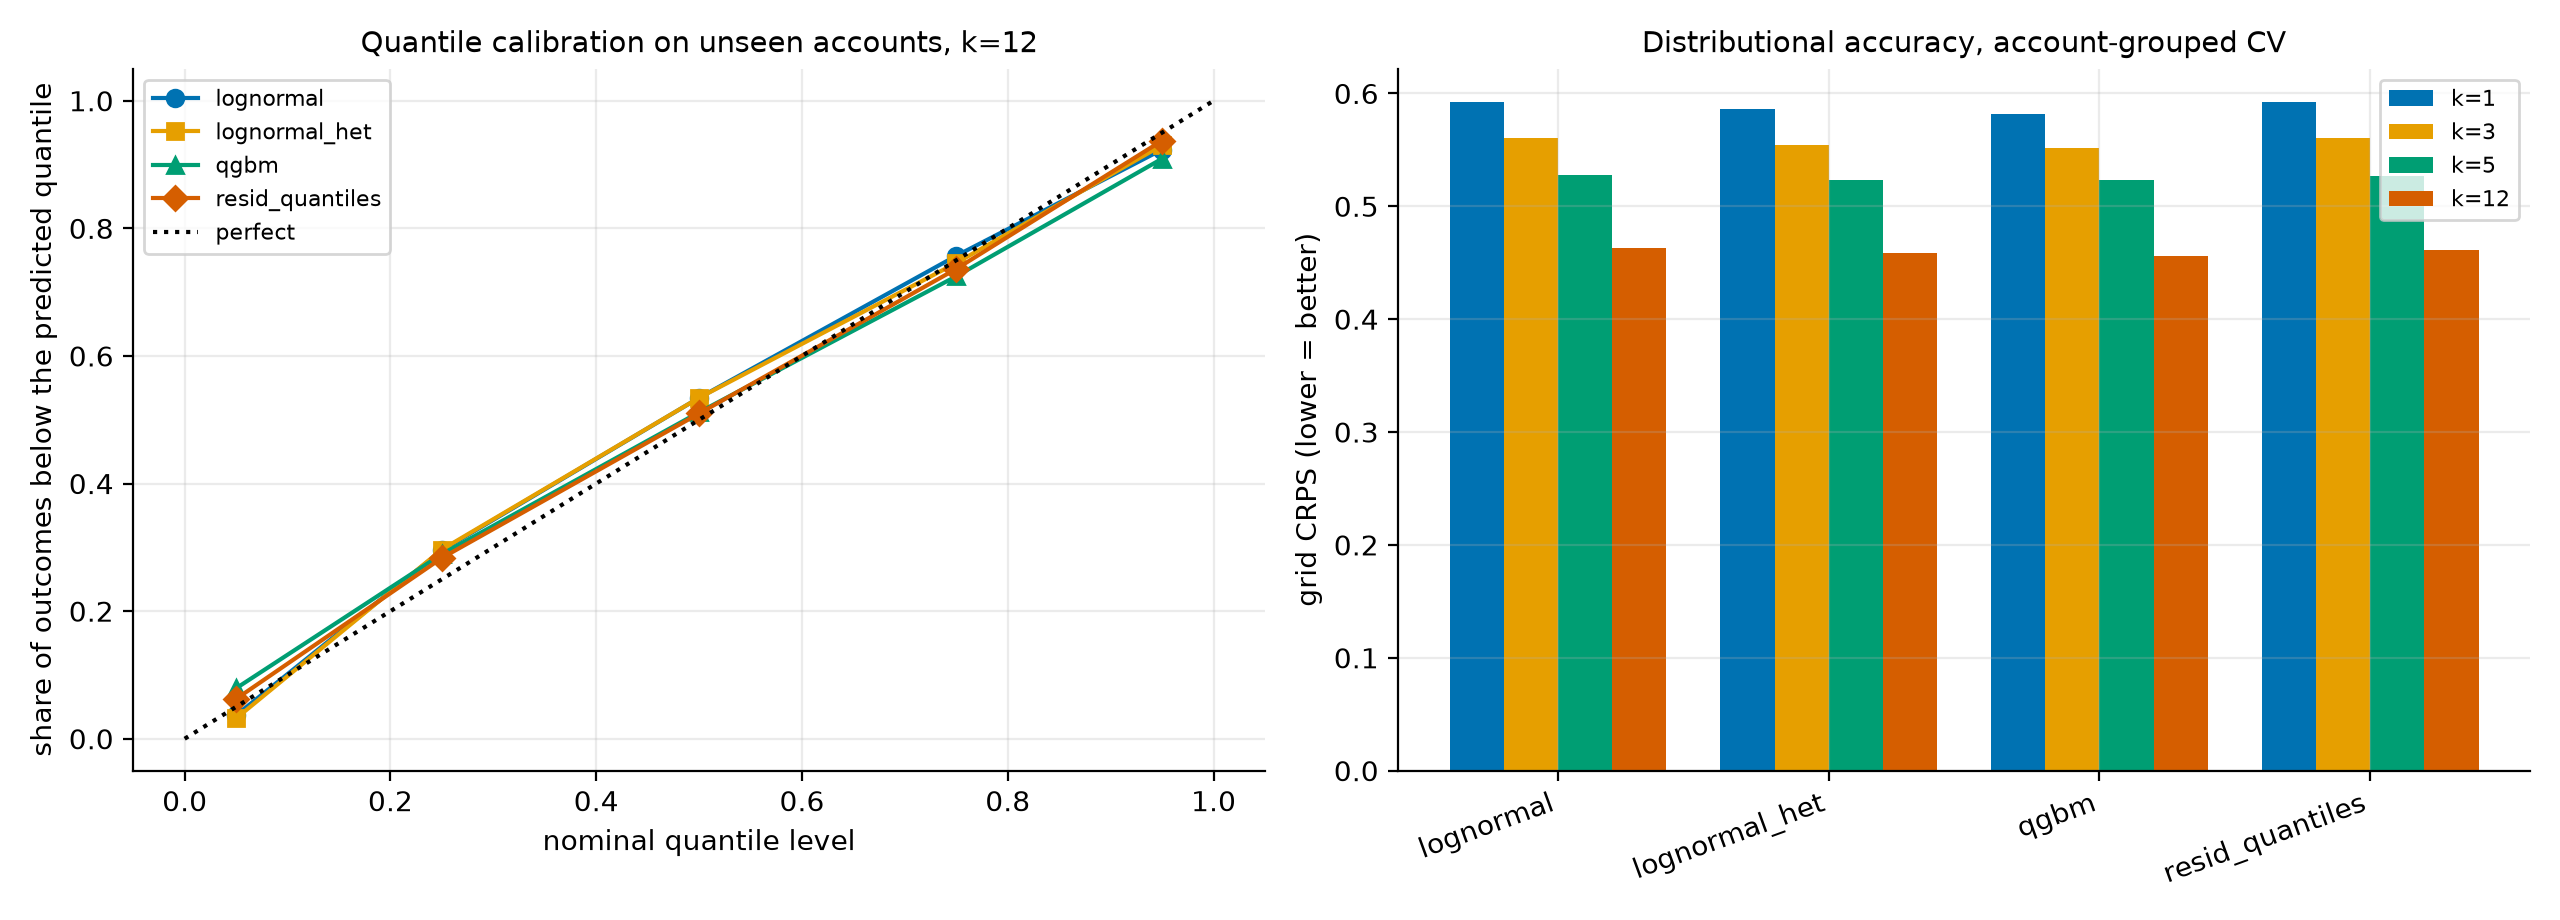 Quantile calibration on unseen accounts, k=12
share of outcomes below the predicted quantile
1.0
0.8
0.6
0.4
0.2
0.0
lognormal
lognormal_het
qgbm
resid_quantiles
perfect
0.0 0.2 0.4 0.6 0.8 1.0
nominal quantile level
Distributional accuracy, account-grouped CV
grid CRPS (lower = better)
0.6
0.5
0.4
0.3
0.2
0.1
0.0
k=1
k=3
k=5
k=12
lognormal
lognormal_het
qgbm
resid_quantiles